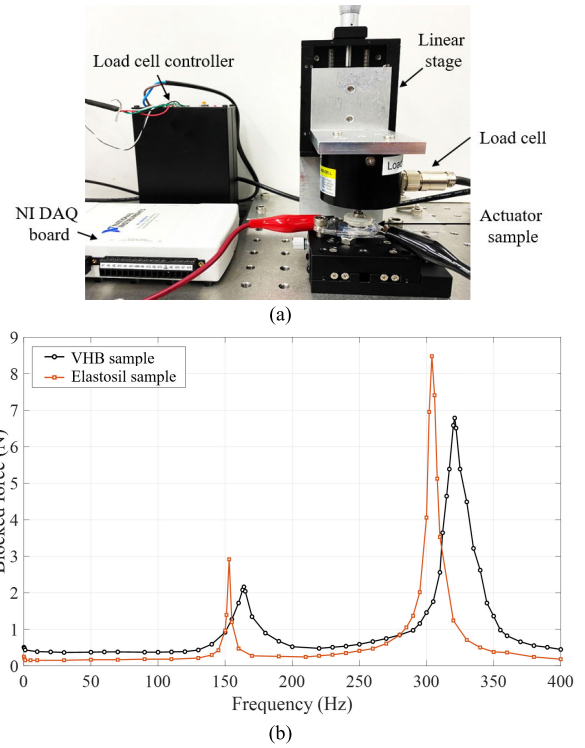 Linear
stage
Load cell controller
Load cell
Load
NI DAQ
board
Actuator
sample
(a)
9
8
7
6
5
4
3
2
1
0
Blocked force (N)
VHB sample
Elastosil sample
0 50 100 150 200 250 300 350 400
Frequency (Hz)
(b)